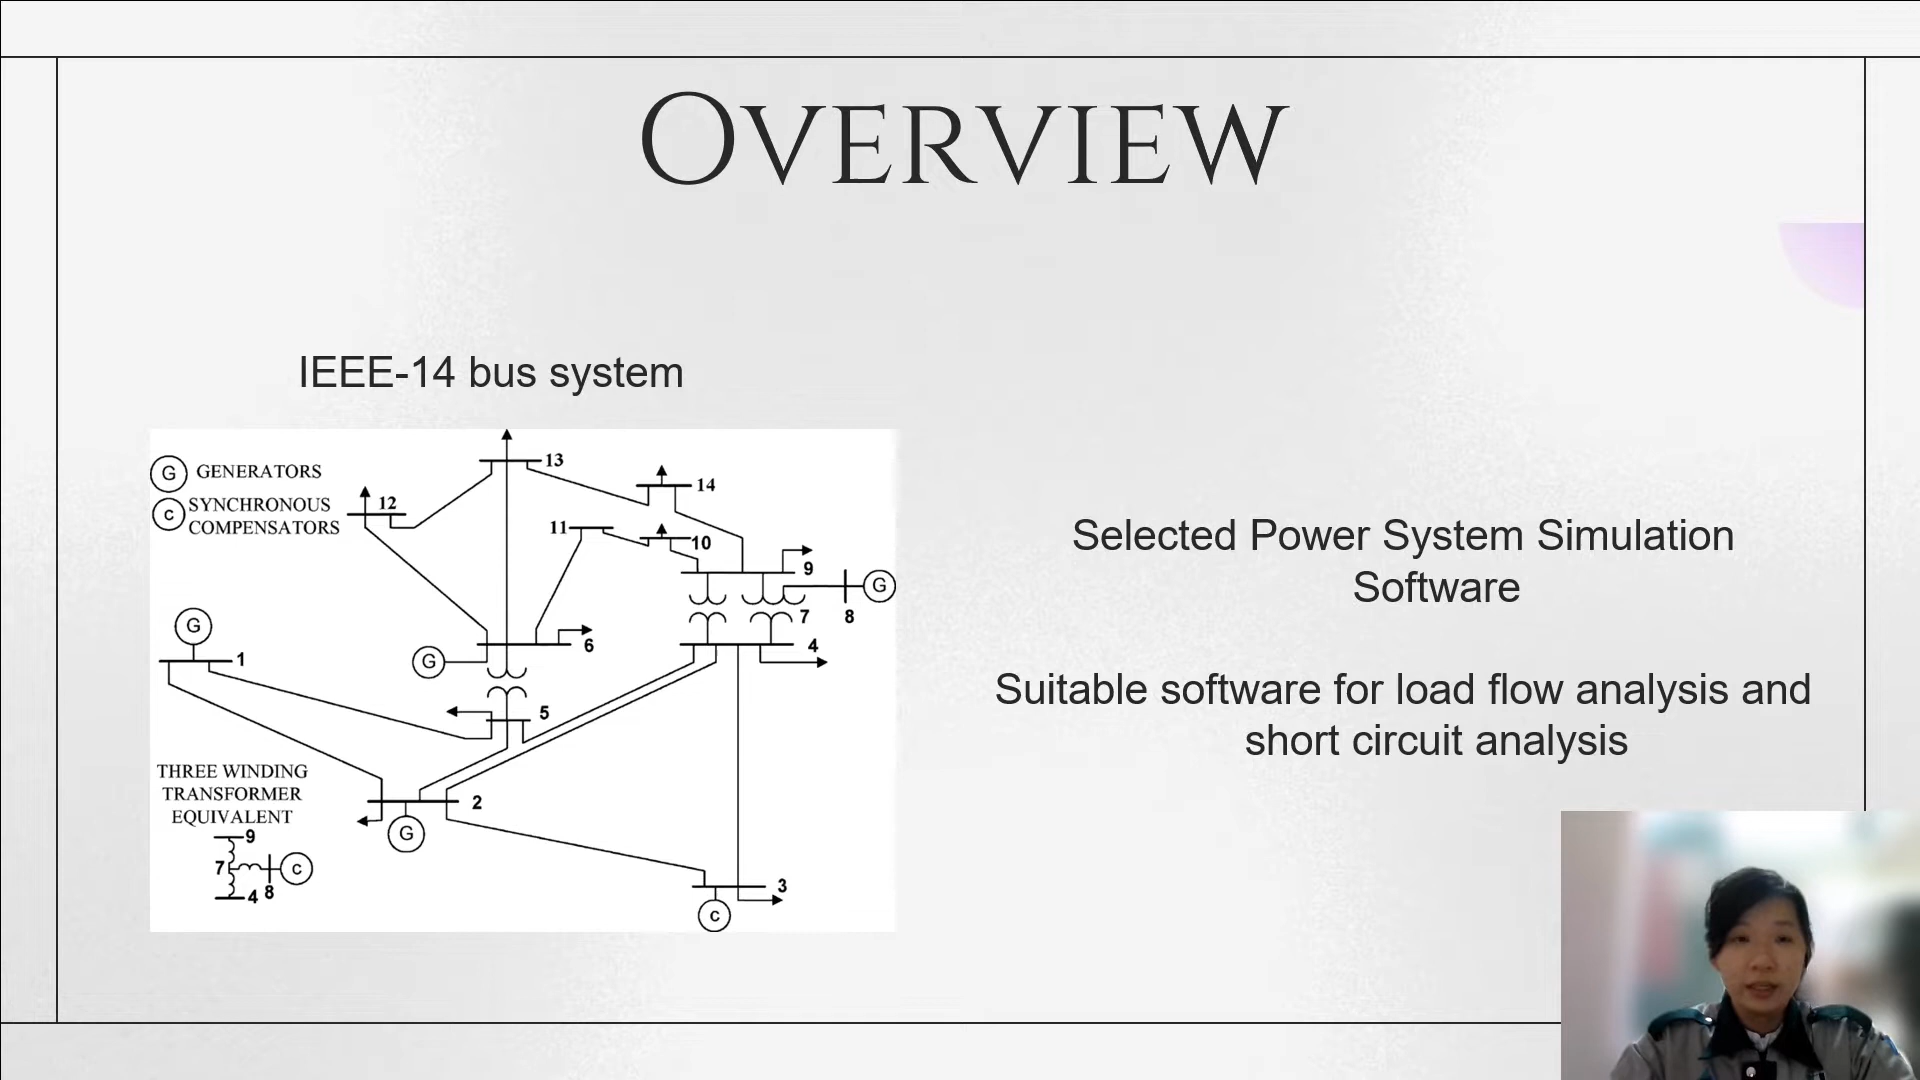 OVERVIEW
IEEE-14 bus system
G GENERATORS
C SYNCHRONOUS
COMPENSATORS
13
14
12
11
10
9
G
8
7
G
1
6
G
4
5
THREE WINDING
TRANSFORMER
EQUIVALENT
2
G
9
7
C
4 8
3
C
Selected Power System Simulation
Software
Suitable software for load flow analysis and
short circuit analysis